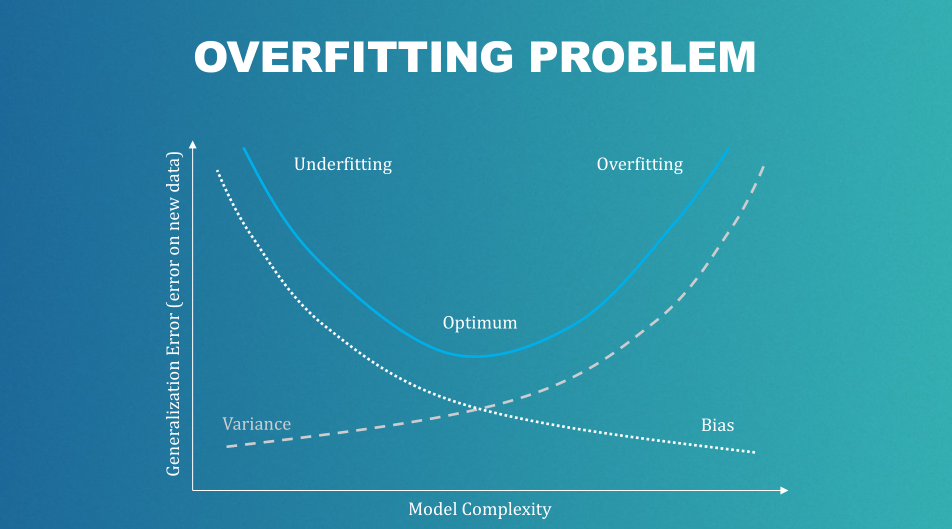 OVERFITTING PROBLEM
Generalization Error (error on new data)
Underfitting
Overfitting
Optimum
Variance
Bias
Model Complexity